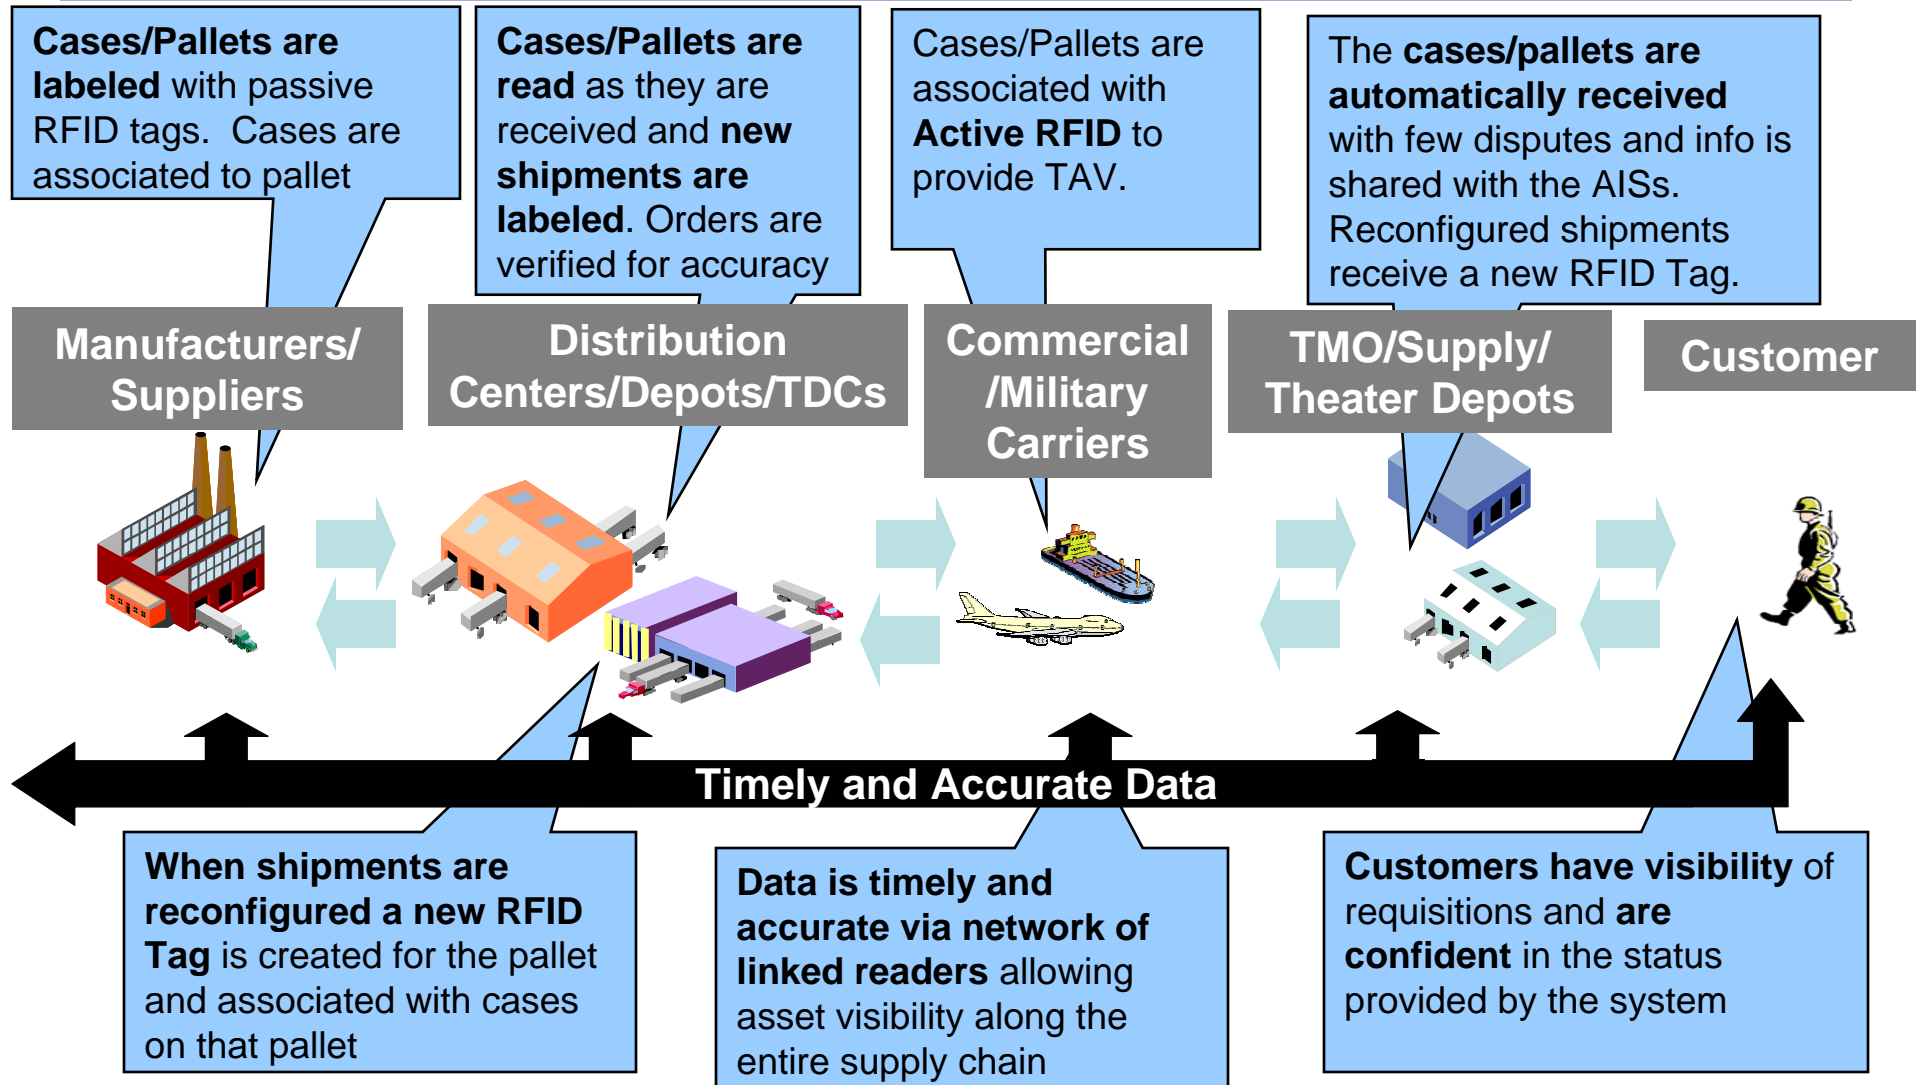 Cases/Pallets are
labeled with passive
RFID tags.  Cases are
associated to pallet
Cases/Pallets are
read as they are
received and new
shipments are
labeled. Orders are
verified for accuracy
Cases/Pallets are
associated with
Active RFID to
provide TAV.
The cases/pallets are
automatically received
with few disputes and info is
shared with the AISs.
Reconfigured shipments
receive a new RFID Tag.
Manufacturers/
Suppliers
Distribution
Centers/Depots/TDCs
Commercial
/Military
Carriers
TMO/Supply/
Theater Depots
Customer
Timely and Accurate Data
When shipments are
reconfigured a new RFID
Tag is created for the pallet
and associated with cases
on that pallet
Data is timely and
accurate via network of
linked readers allowing
asset visibility along the
entire supply chain
Customers have visibility of
requisitions and are
confident in the status
provided by the system